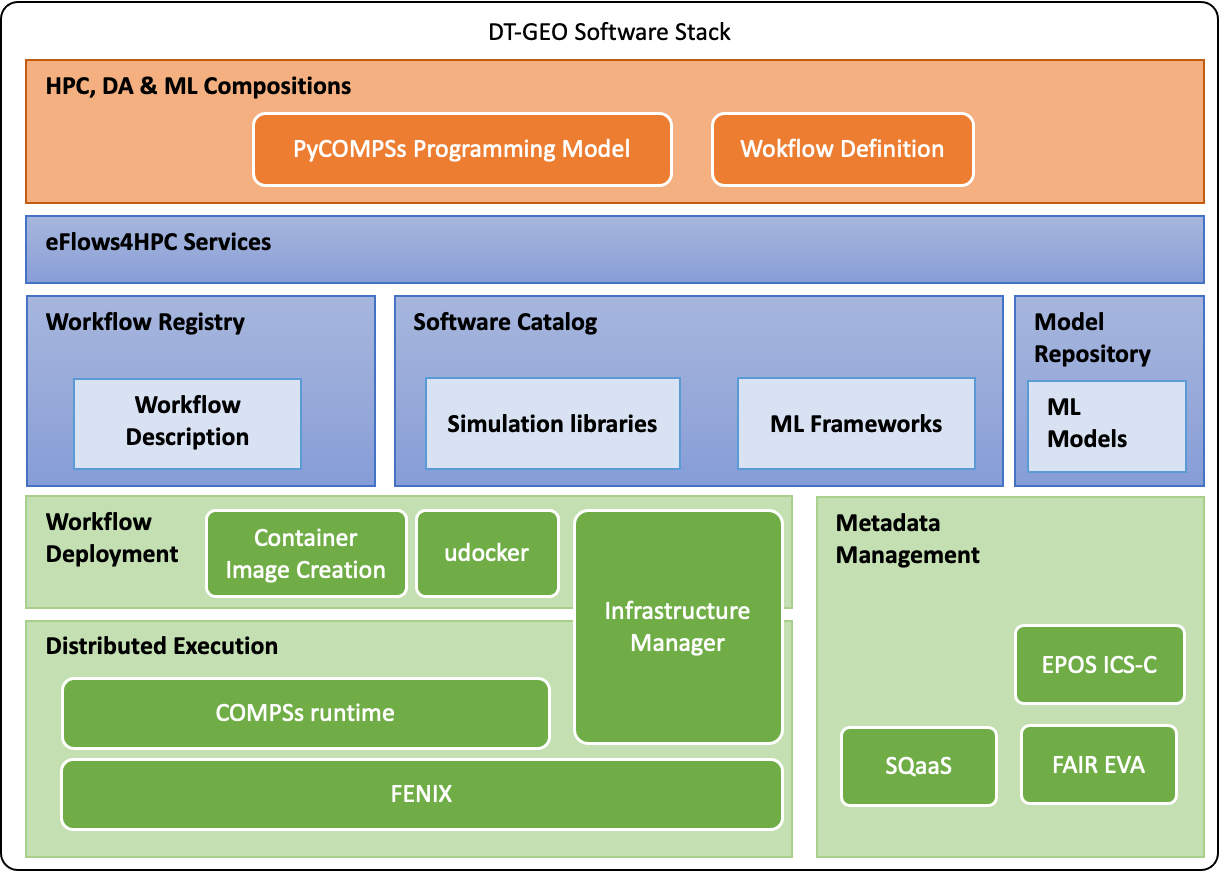 DT-GEO Software Stack
HPC, DA & ML Compositions
PyCOMPSs Programming Model
Wokflow Definition
eFlows4HPC Services
Workflow Registry
Workflow
Description
Software Catalog
Simulation libraries
ML Frameworks
Model
Repository
ML
Models
Workflow
Deployment
Container
Image Creation
udocker
Infrastructure
Manager
Distributed Execution
COMPSs runtime
FENIX
Metadata
Management
EPOS ICS-C
SQaaS
FAIR EVA